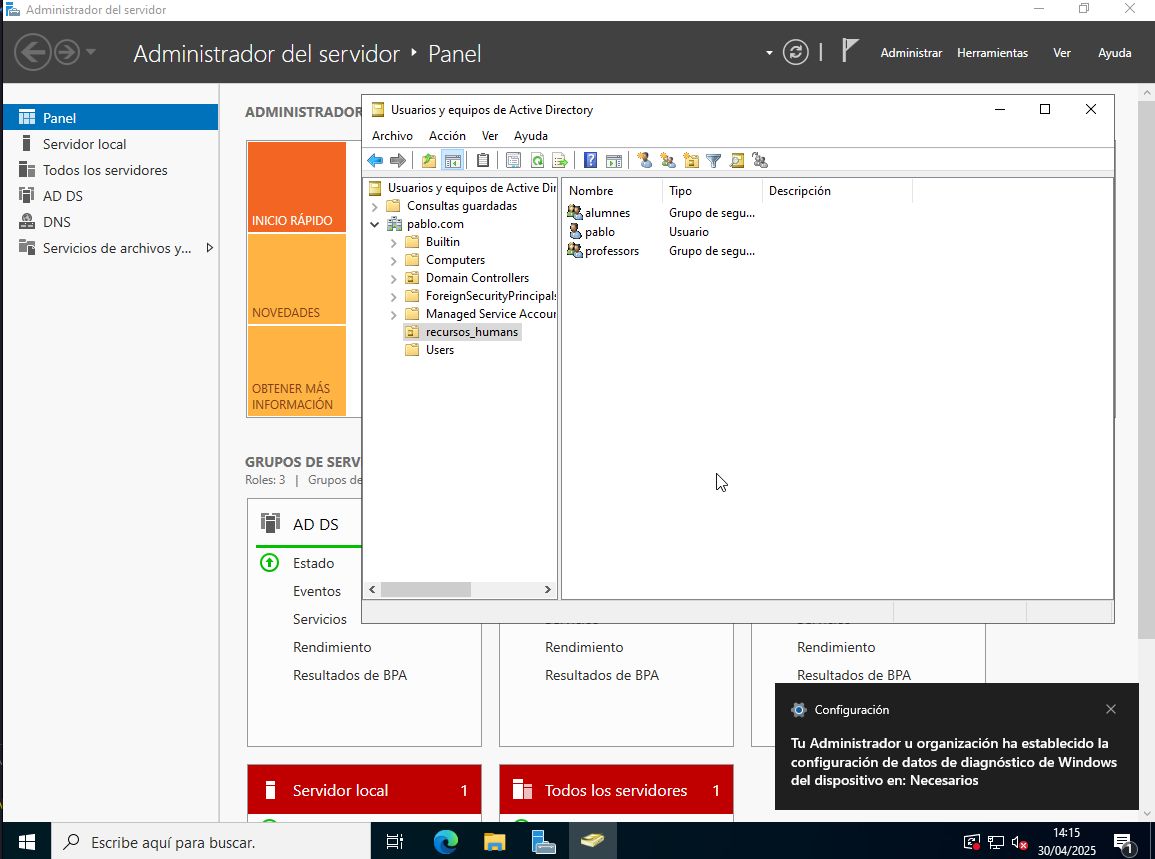 Administrador del servidor
Administrador del servidor ‣ Panel
Administrar Herramientas Ver Ayuda
Panel
Servidor local
Todos los servidores
AD DS
DNS
Servicios de archivos y...
ADMINISTRADOR
INICIO RÁPIDO
NOVEDADES
OBTENER MÁS
INFORMACIÓN
GRUPOS DE SERV
Roles: 3 | Grupos de
AD DS
Estado
Eventos
Servicios
Rendimiento
Resultados de BPA
Rendimiento
Resultados de BPA
Rendimiento
Resultados de BPA
Servidor local 1
Todos los servidores 1
Usuarios y equipos de Active Directory
Archivo Acción Ver Ayuda
Usuarios y equipos de Active Dir
Consultas guardadas
pablo.com
Builtin
Computers
Domain Controllers
ForeignSecurityPrincipals
Managed Service Accoun
recursos_humans
Users
Nombre Tipo Descripción
alumnes Grupo de segu...
pablo Usuario
professors Grupo de segu...
Configuración
Tu Administrador u organización ha establecido la
configuración de datos de diagnóstico de Windows
del dispositivo en: Necesarios
Escribe aquí para buscar.
14:15
30/04/2025
1